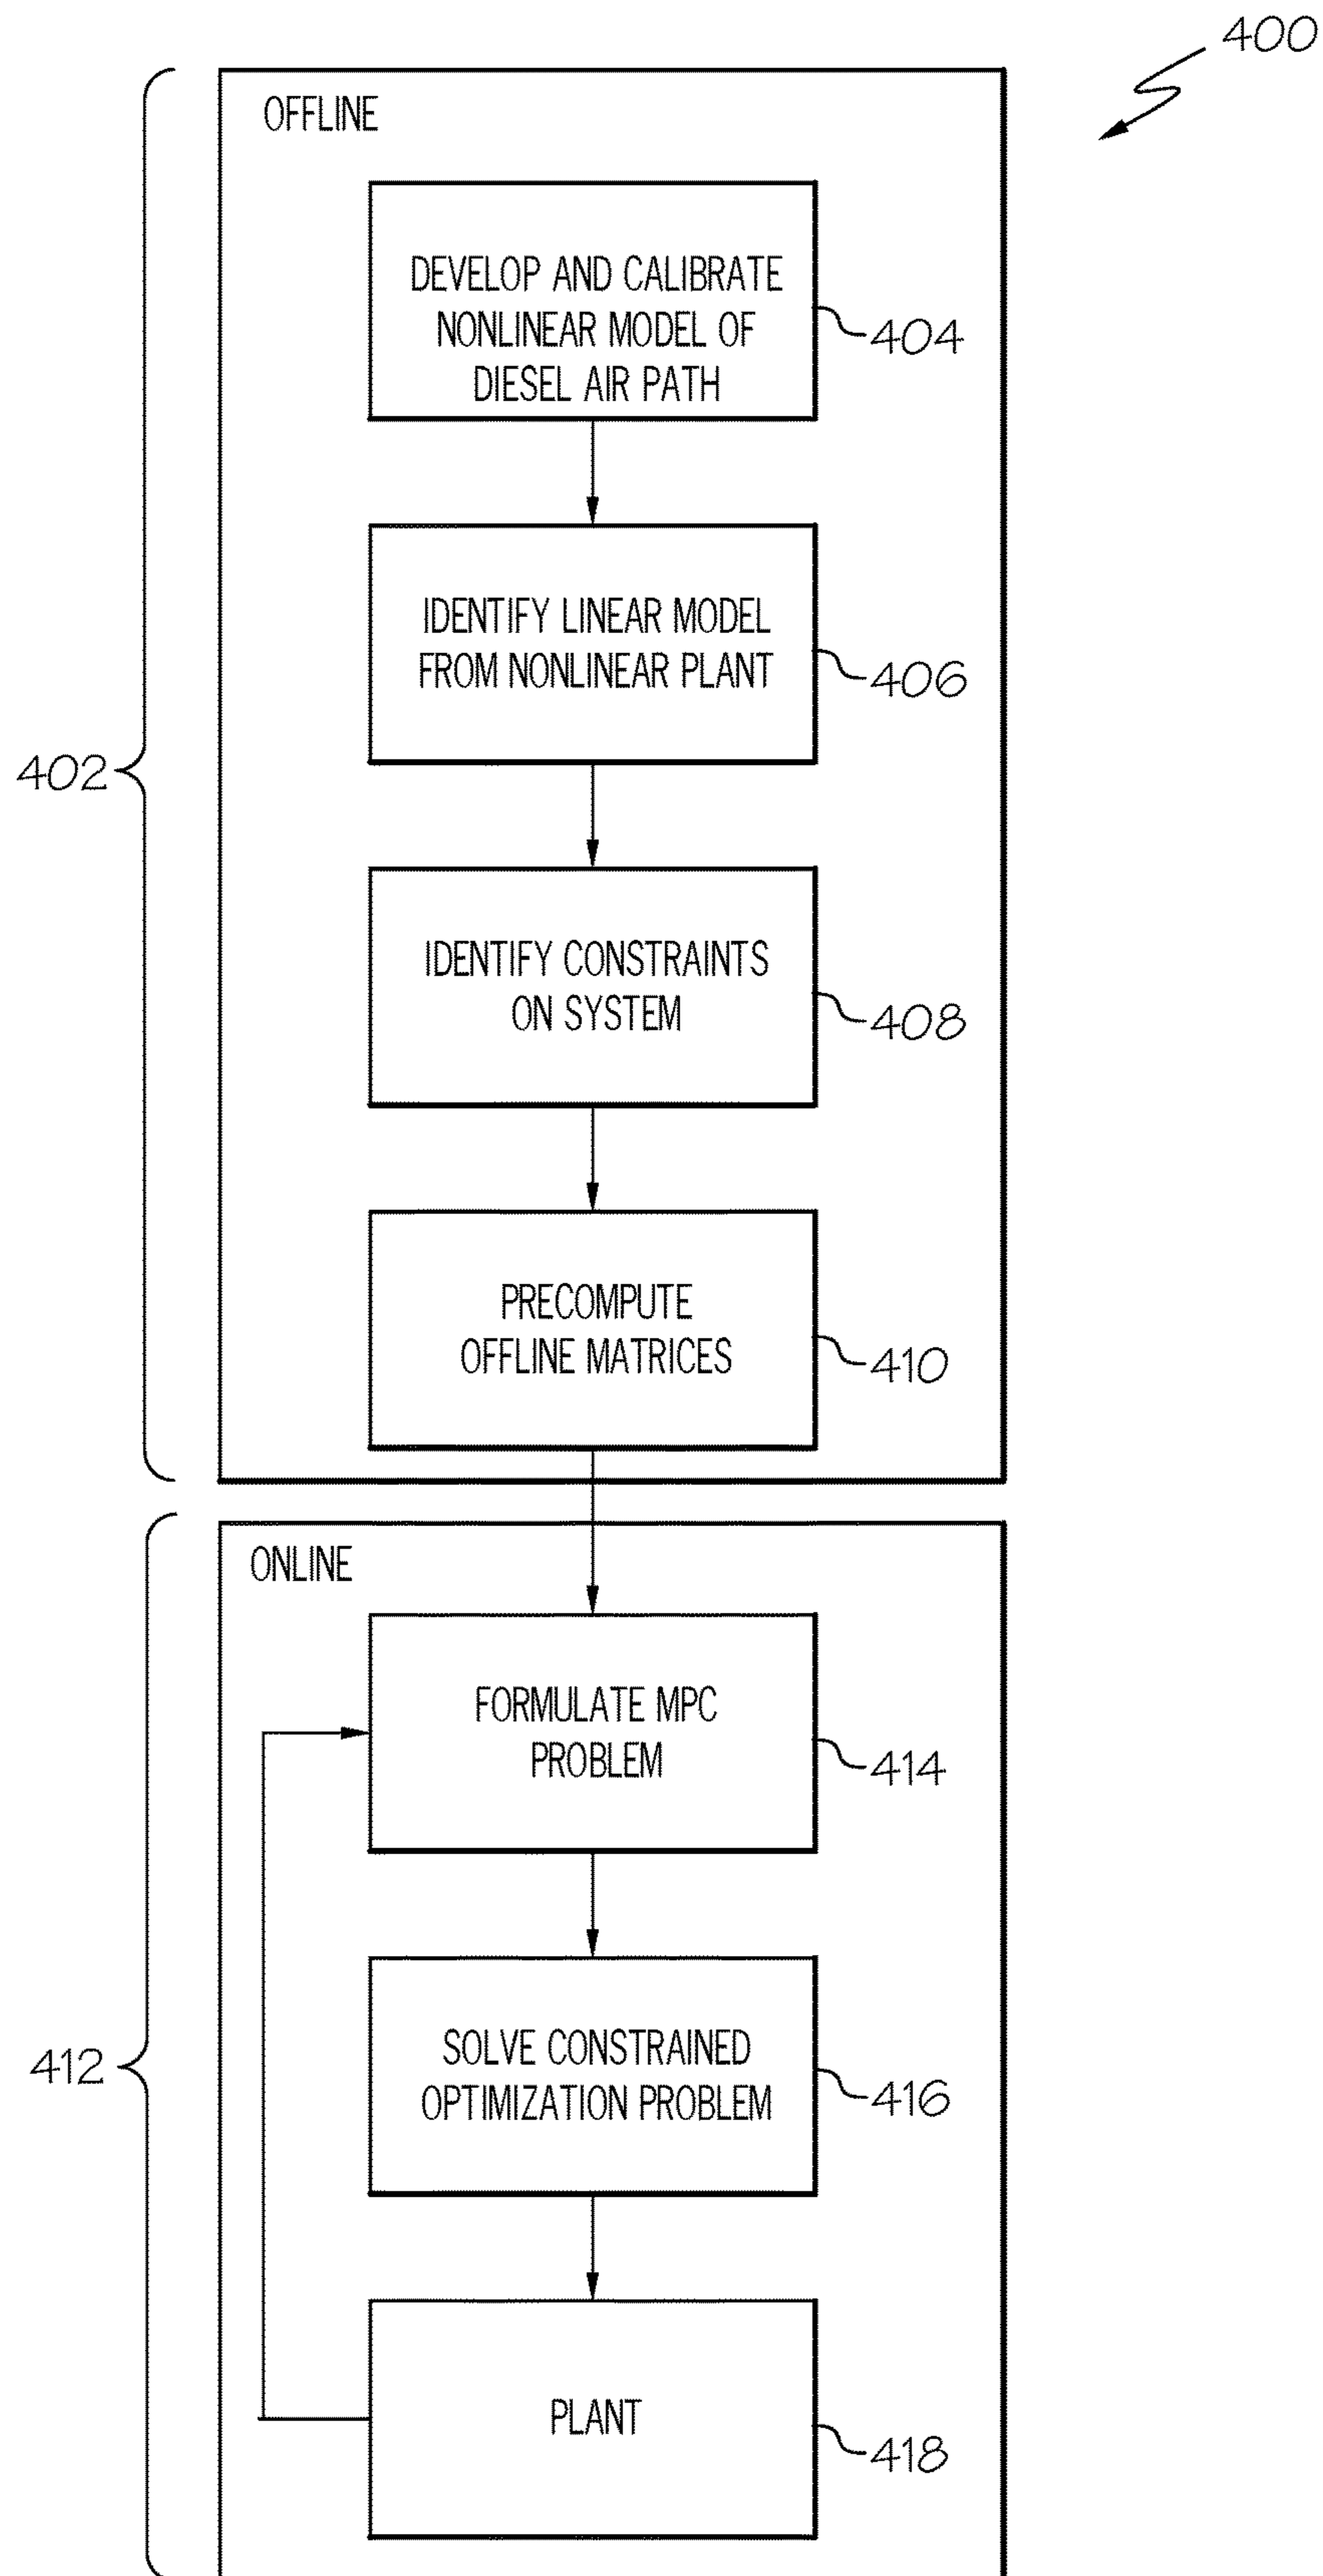 400
OFFLINE
DEVELOP AND CALIBRATE
NONLINEAR MODEL OF
DIESEL AIR PATH
404
IDENTIFY LINEAR MODEL
FROM NONLINEAR PLANT
406
402
IDENTIFY CONSTRAINTS
ON SYSTEM
408
PRECOMPUTE
OFFLINE MATRICES
410
ONLINE
FORMULATE MPC
PROBLEM
414
412
SOLVE CONSTRAINED
OPTIMIZATION PROBLEM
416
PLANT
418